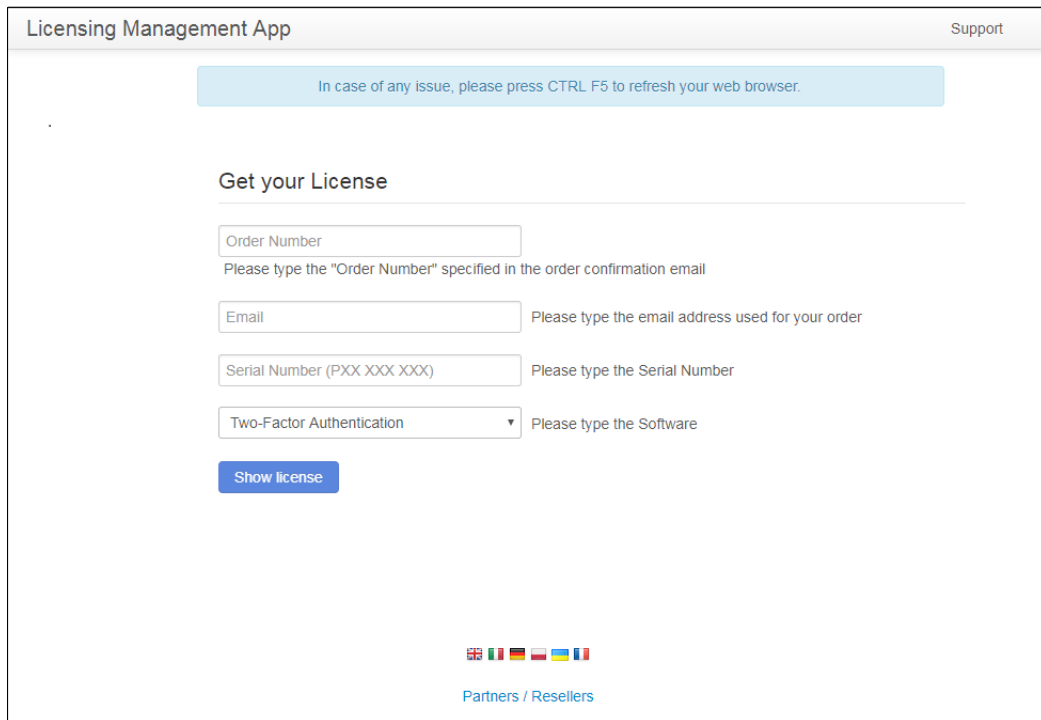 Licensing Management App
Support
In case of any issue, please press CTRL F5 to refresh your web browser.
.
Get your License
Order Number
Please type the "Order Number" specified in the order confirmation email
Email Please type the email address used for your order
Serial Number (PXX XXX XXX) Please type the Serial Number
Two-Factor Authentication Please type the Software
Show license
Partners / Resellers